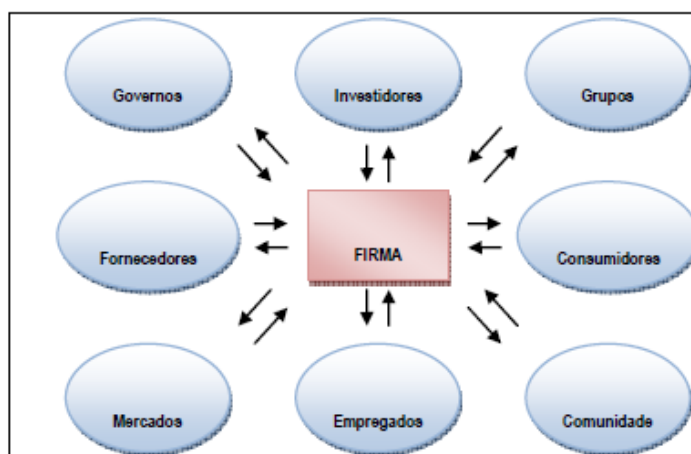 Governos
Investidores
Grupos
Fornecedores
FIRMA
Consumidores
Mercados
Empregados
Comunidade